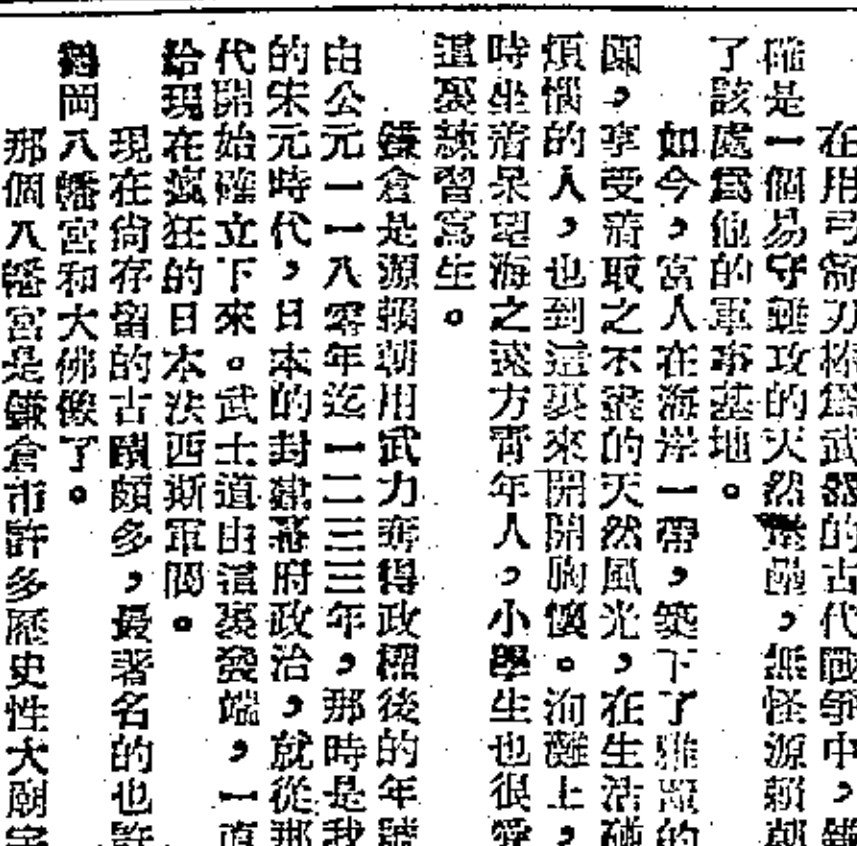 在用弓箭刀槍爲武器的古代戰爭中，鎌
確是一個易守難攻的天然要塞，無怪源賴朝
了該處爲他的軍事基地。
如今，富人在海岸一帶，築下了雅緻的
園，享受着取之不盡的天然風光，在生活
煩惱的人，也到這裏來開開胸懷。海灘上，
時坐着呆望海之遠方靑年人，小學生也很愛
這裏練習寫生。
鎌倉是源賴朝用武力奪得政權後的年號
由公元一一八零年迄一二三三年，那時是我
的宋元時代，日本的封建幕府政治，就從那
代開始確立下來。武士道由這裏發端，一直
給現在瘋狂的日本法西斯軍閥。
現在尙存留的古蹟頗多，最著名的也許
鶴岡八幡宮和大佛像了。
那個八幡宮是鎌倉市許多歷史性大廟宇